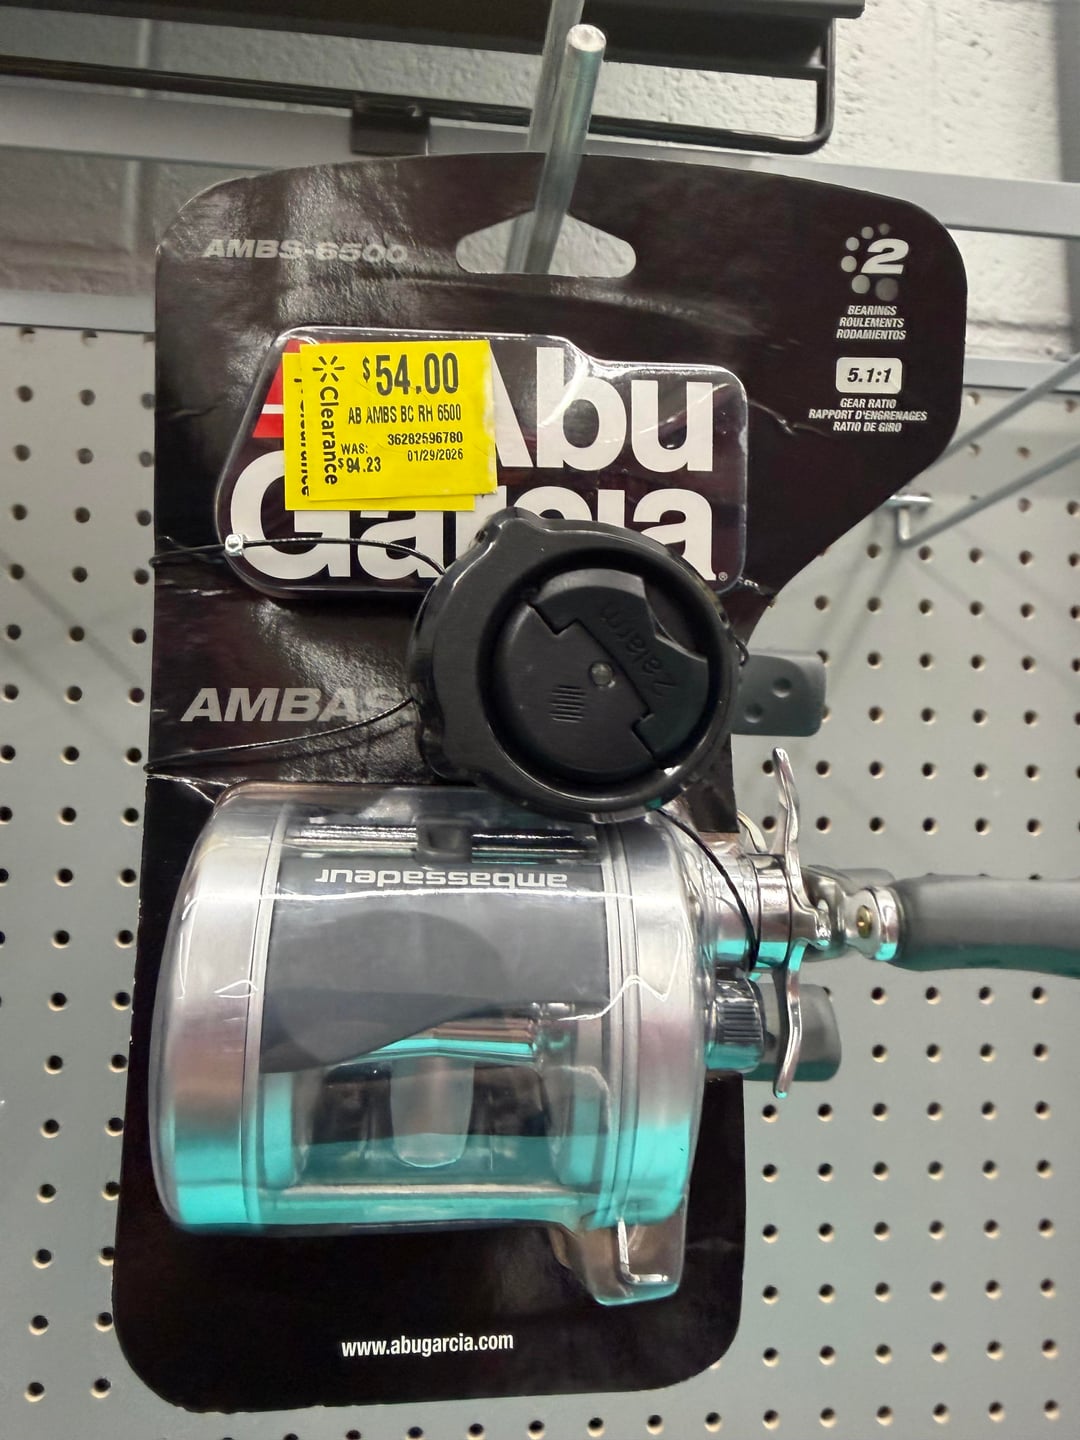 AMBS-6500
2
BEARINGS
ROULEMENTS
RODAMIENTOS
5.1:1
GEAR RATIO
RAPPORT D'ENGRENAGES
RATIO DE GIRO
Clearance
$54.00
AB AMBS BC RH 6500
36282596780
WAS:
$94.23
01/29/2026
Abu
Garcia®
2alarm
AMBAS
ambassadeur
www.abugarcia.com